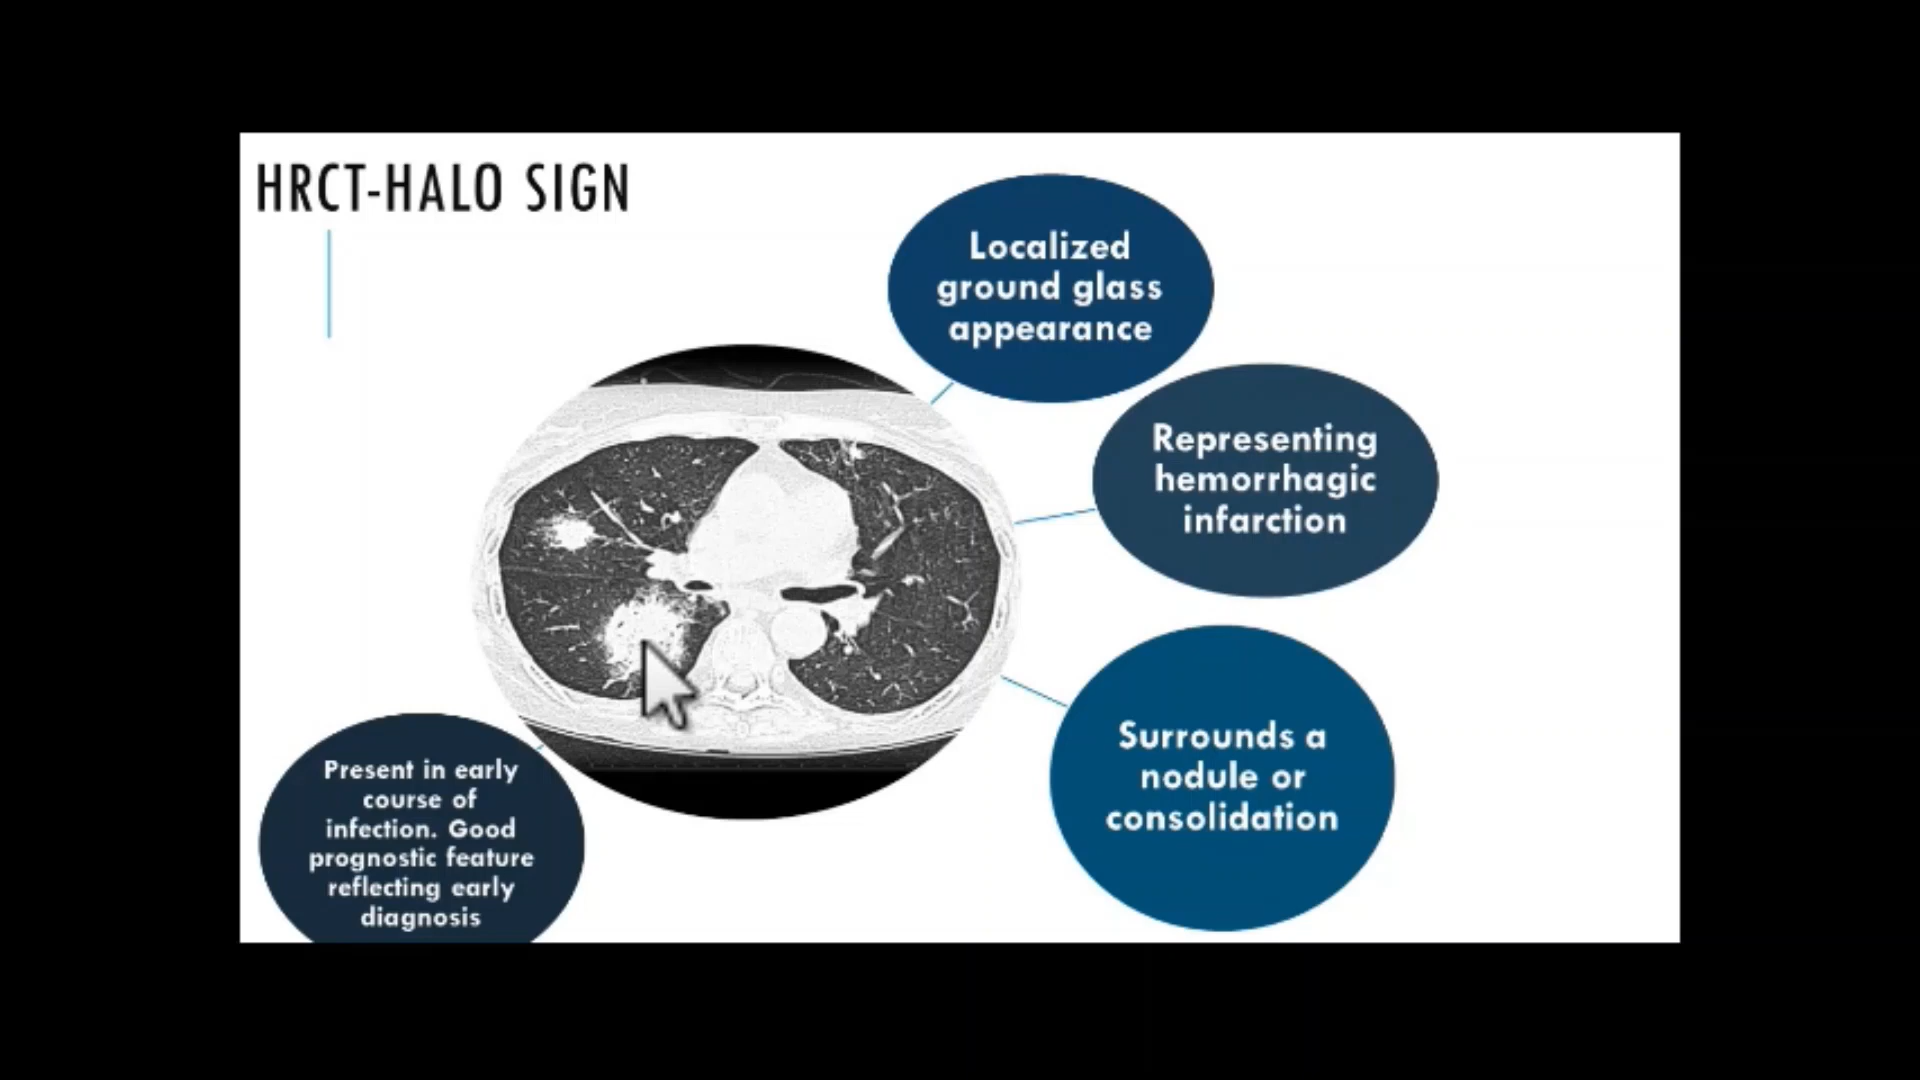 HRCT-HALO SIGN
Localized
ground glass
appearance
Representing
hemorrhagic
infarction
Surrounds a
nodule or
consolidation
Present in early
course of
infection. Good
prognostic feature
reflecting early
diagnosis